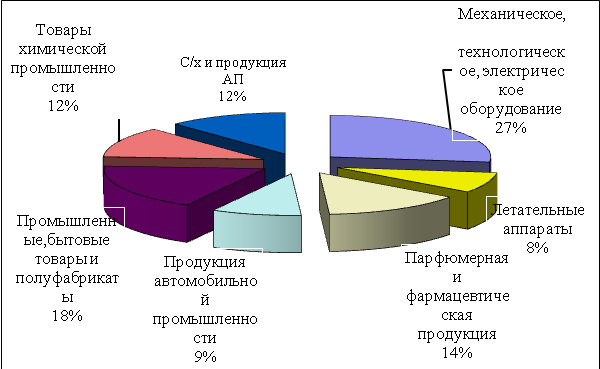 Товары
химической
промышленно
сти
12%
С/х и продукция
АП
12%
Механическое,
технологическ
ое, электричес
кое
оборудование
27%
Летательные
аппараты
8%
Парфюмерная
и
фармацевтиче
ская
продукция
14%
Продукция
автомобильно
й
промышленно
сти
9%
Промышленн
ые,бытовые
товары и
полуфабрикат
ы
18%